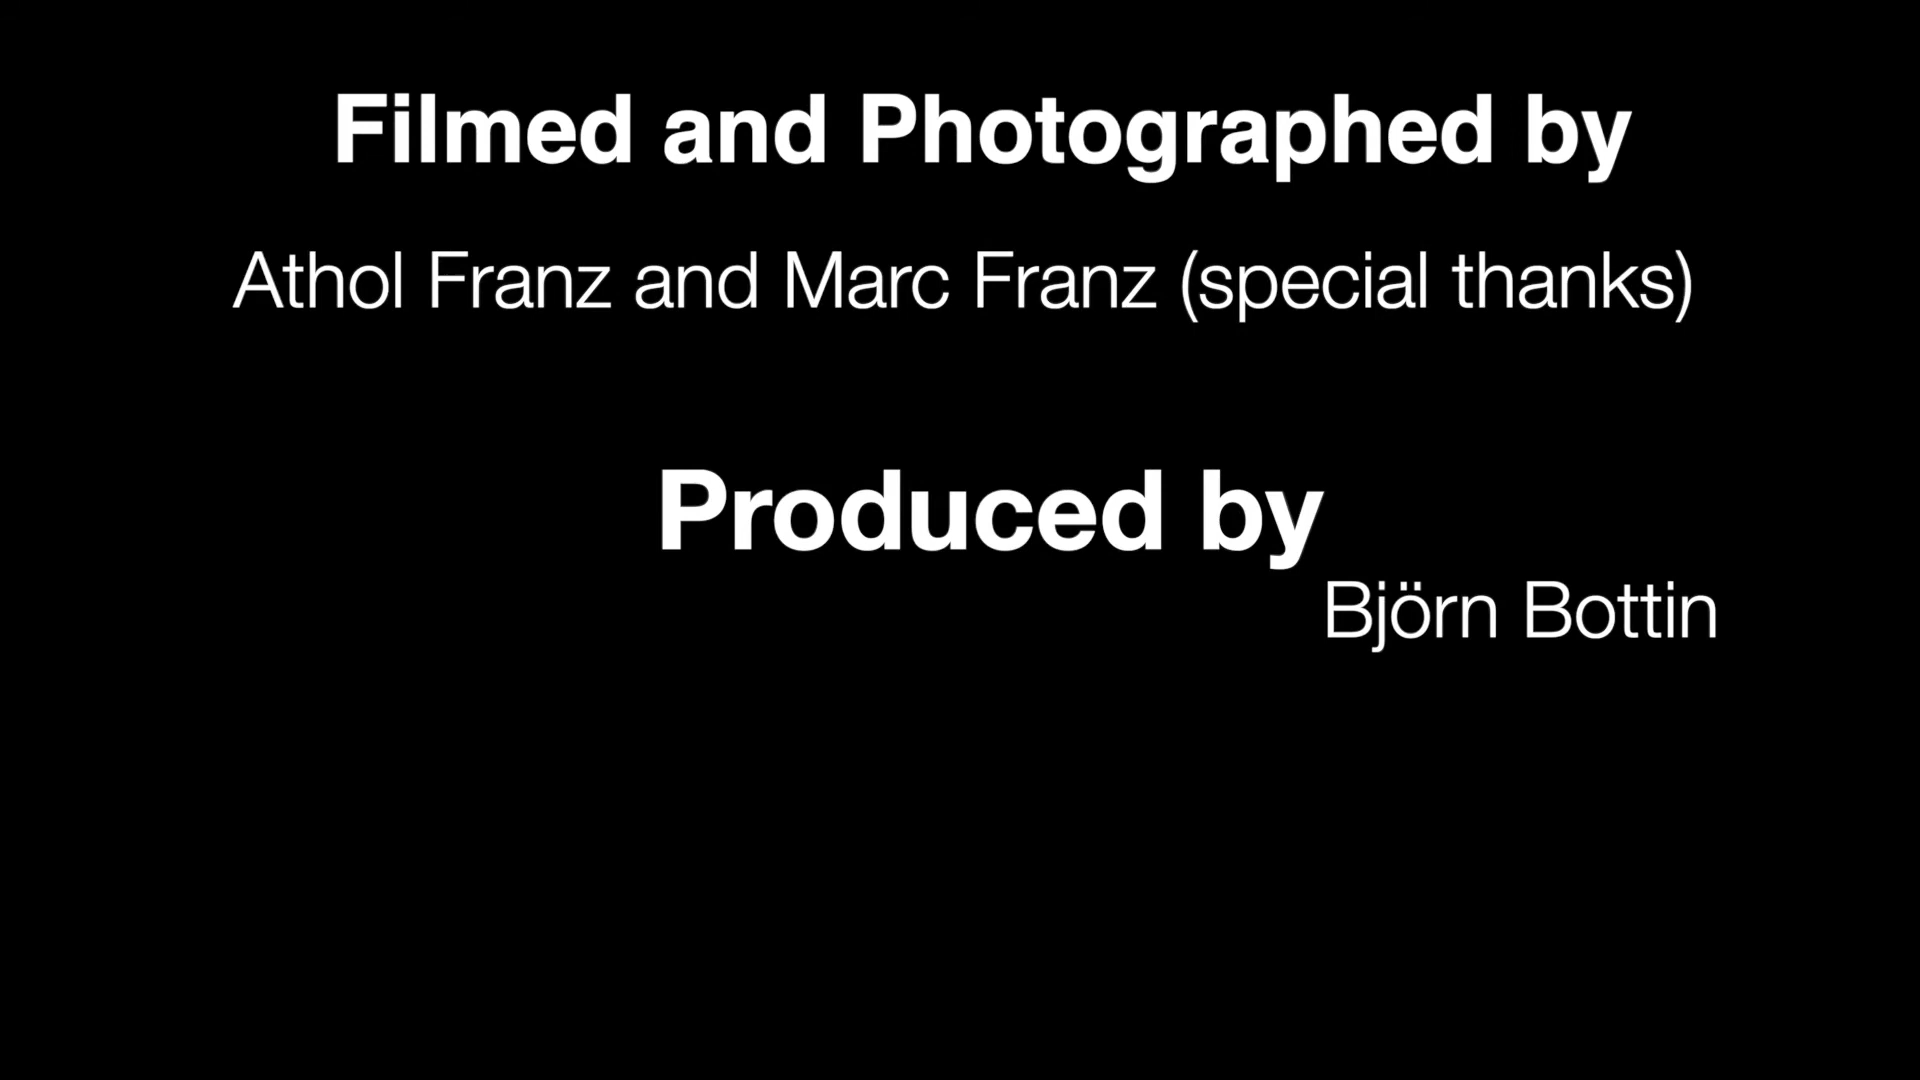 Filmed and Photographed by
Athol Franz and Marc Franz (special thanks)
Produced by
Björn Bottin